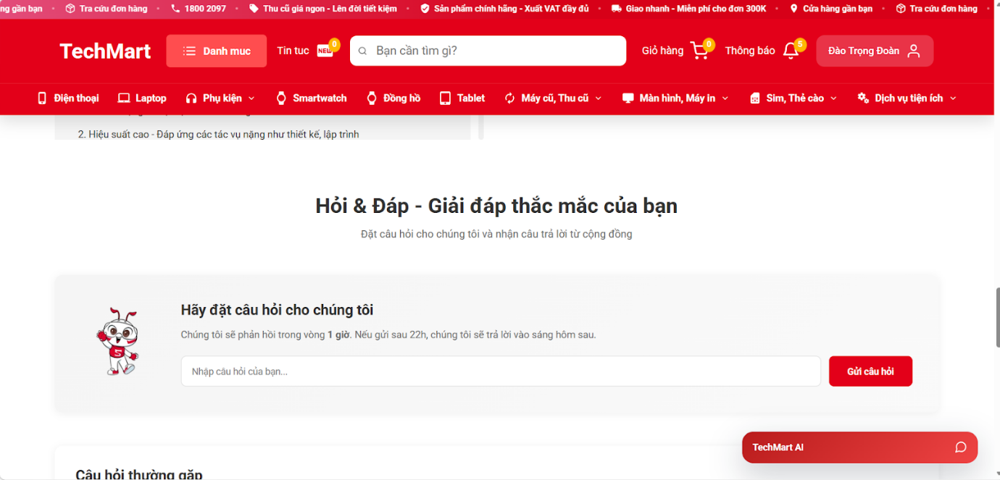 ng gần bạn • Tra cứu đơn hàng • 1800 2097 • Thu cũ giá ngon - Lên đời tiết kiệm • Sản phẩm chính hãng - Xuất VAT đầy đủ • Giao nhanh - Miễn phí cho đơn 300K • Cửa hàng gần bạn • Tra cứu đơn hàng •
TechMart Danh muc Tin tuc NEW 0 Bạn cần tìm gì? Giỏ hàng 0 Thông báo 5 Đào Trọng Đoàn
Điện thoại Laptop Phụ kiện Smartwatch Đồng hồ Tablet Máy cũ, Thu cũ Màn hình, Máy in Sim, Thẻ cào Dịch vụ tiện ích
2. Hiệu suất cao - Đáp ứng các tác vụ nặng như thiết kế, lập trình
Hỏi & Đáp - Giải đáp thắc mắc của bạn
Đặt câu hỏi cho chúng tôi và nhận câu trả lời từ cộng đồng
Hãy đặt câu hỏi cho chúng tôi
Chúng tôi sẽ phản hồi trong vòng 1 giờ. Nếu gửi sau 22h, chúng tôi sẽ trả lời vào sáng hôm sau.
S
Nhập câu hỏi của bạn... Gửi câu hỏi
TechMart AI
Câu hỏi thường gặp